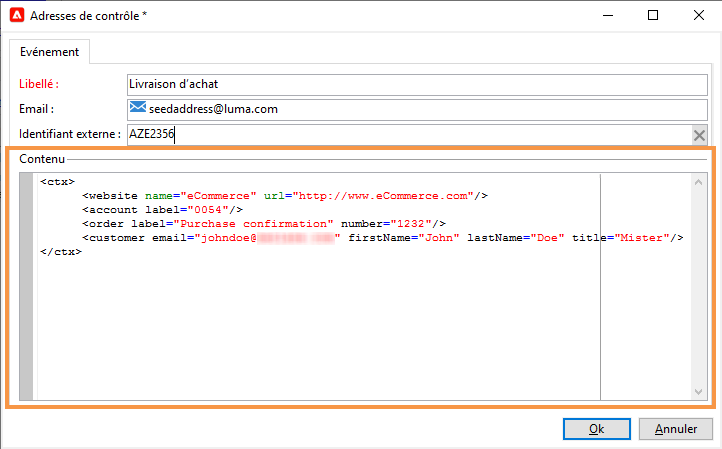 Adresses de contrôle *
Evénement
Libellé : Livraison d'achat
Email : seedaddress@luma.com
Identifiant externe : AZE2356
Contenu
<ctx>
<website name="eCommerce" url="http://www.eCommerce.com"/>
<account label="0054"/>
<order label="Purchase confirmation" number="1232"/>
<customer email="johndoe@ " firstName="John" lastName="Doe" title="Mister"/>
</ctx>
Ok Annuler